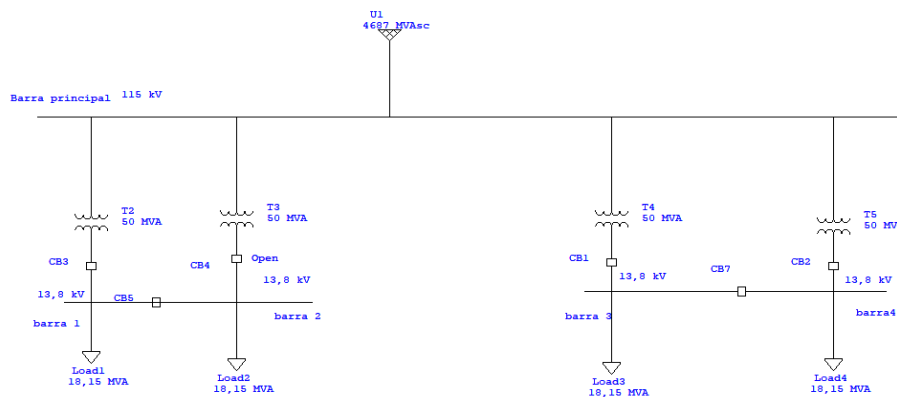 U1
4687 MVAsc
Barra principal 115 kV
T2
50 MVA
T3
50 MVA
T4
50 MVA
T5
50 MV
CB3
CB4
Open
CB1
CB7
CB2
13,8 kV
13,8 kV
13,8 kV
13,8 kV
CB5
barra 1
barra 2
barra 3
barra4
Load1
18,15 MVA
Load2
18,15 MVA
Load3
18,15 MVA
Load4
18,15 MVA